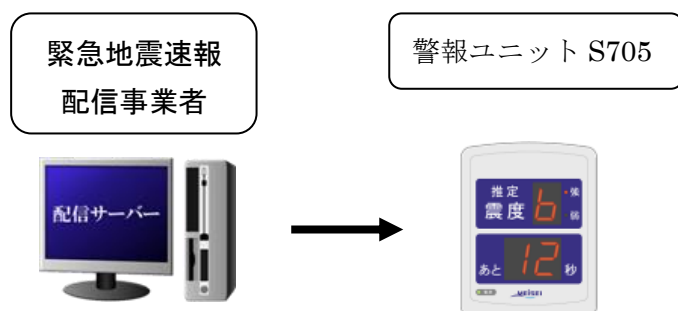 緊急地震速報
配信事業者
警報ユニット S705
配信サーバー
推定
震度 6 強
弱
あと 12 秒
MEISEI